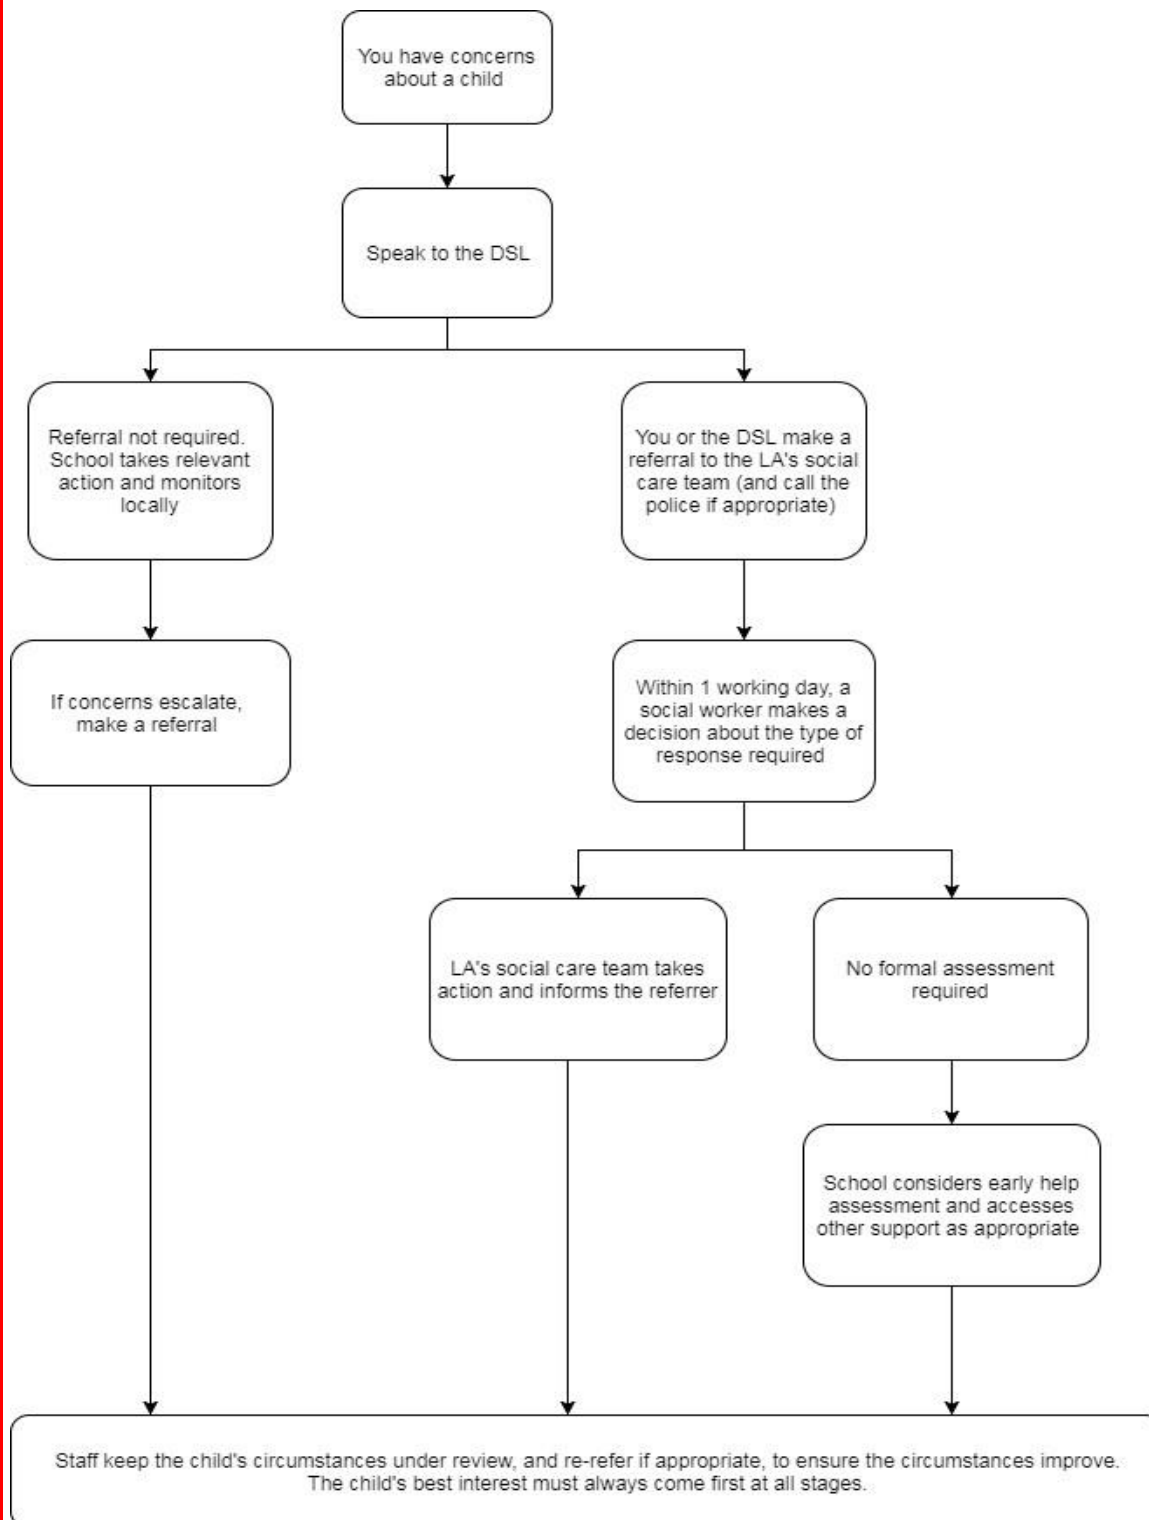 You have concerns
about a child
Speak to the DSL
Referral not required.
School takes relevant
action and monitors
locally
You or the DSL make a
referral to the LA's social
care team (and call the
police if appropriate)
If concerns escalate,
make a referral
Within 1 working day, a
social worker makes a
decision about the type of
response required
LA's social care team takes
action and informs the referrer
No formal assessment
required
School considers early help
assessment and accesses
other support as appropriate
Staff keep the child's circumstances under review, and re-refer if appropriate, to ensure the circumstances improve.
The child's best interest must always come first at all stages.